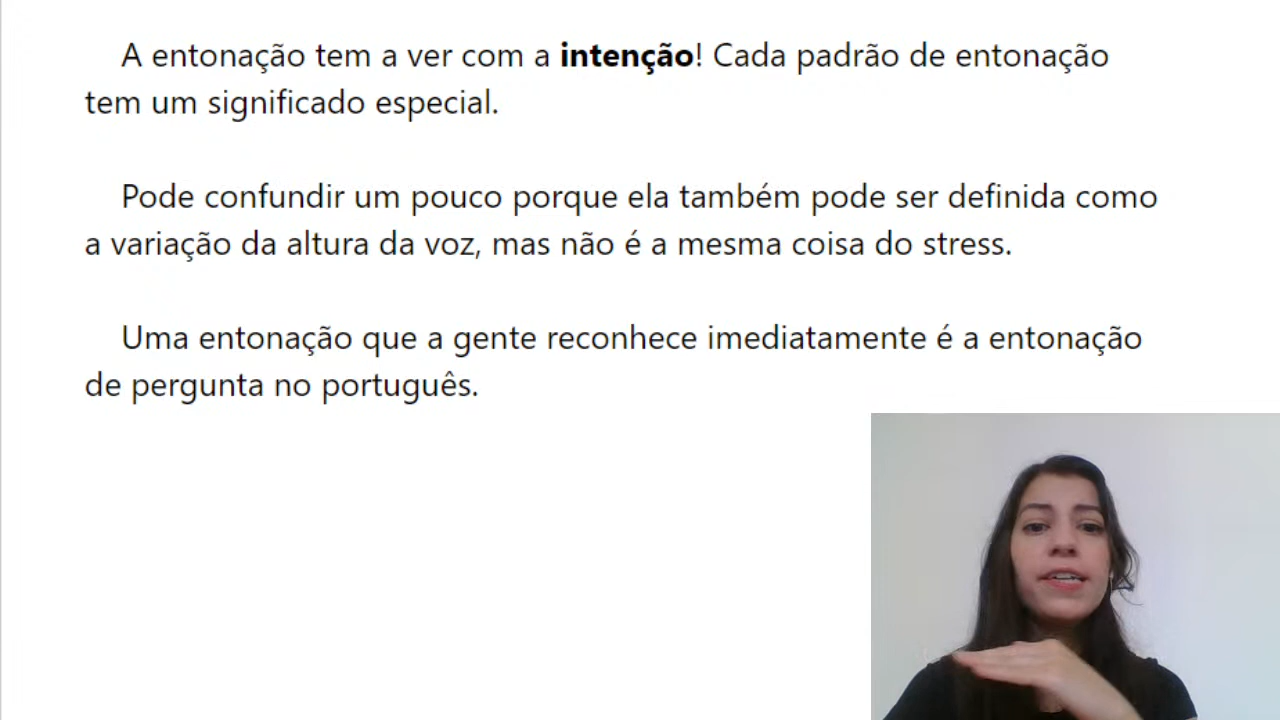 A entonação tem a ver com a intenção! Cada padrão de entonação
tem um significado especial.
Pode confundir um pouco porque ela também pode ser definida como
a variação da altura da voz, mas não é a mesma coisa do stress.
Uma entonação que a gente reconhece imediatamente é a entonação
de pergunta no português.